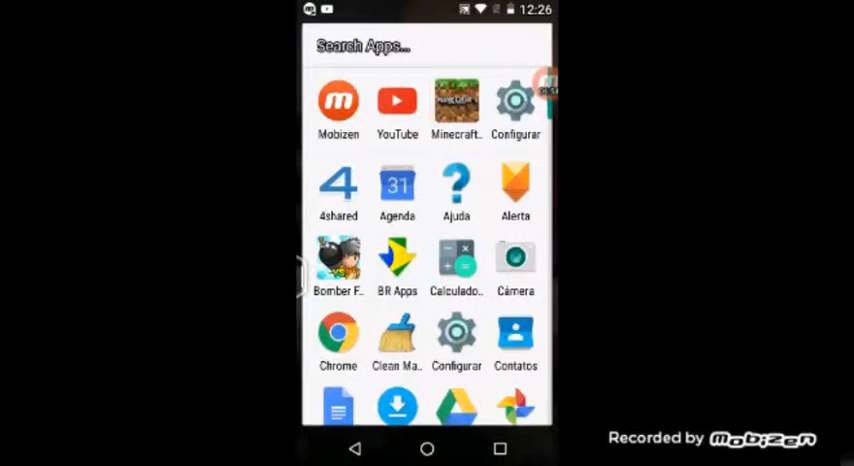 12:26
Search Apps...
Mobizen
YouTube
Minecraft..
Configurar
4shared
31
Agenda
Ajuda
Alerta
Bomber F..
BR Apps
Calculado..
Câmera
Chrome
Clean Ma..
Configurar
Contatos
Recorded by mobizen